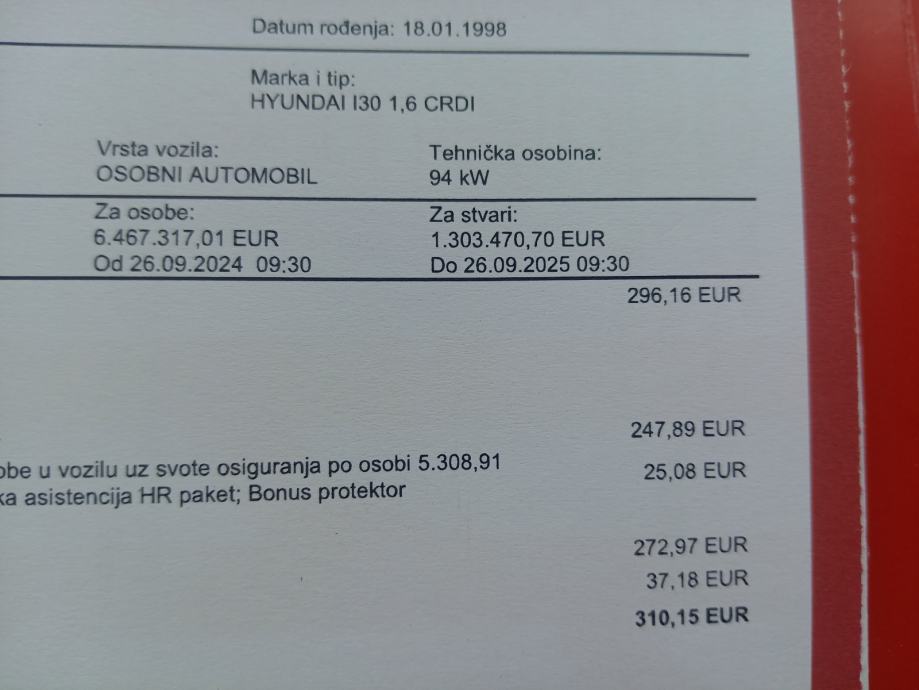 Datum rođenja: 18.01.1998
Marka i tip:
HYUNDAI I30 1,6 CRDI
Vrsta vozila: Tehnička osobina:
OSOBNI AUTOMOBIL 94 kW
Za osobe: Za stvari:
6.467.317,01 EUR 1.303.470,70 EUR
Od 26.09.2024 09:30 Do 26.09.2025 09:30
296,16 EUR
247,89 EUR
obe u vozilu uz svote osiguranja po osobi 5.308,91 25,08 EUR
ka asistencija HR paket; Bonus protektor
272,97 EUR
37,18 EUR
310,15 EUR